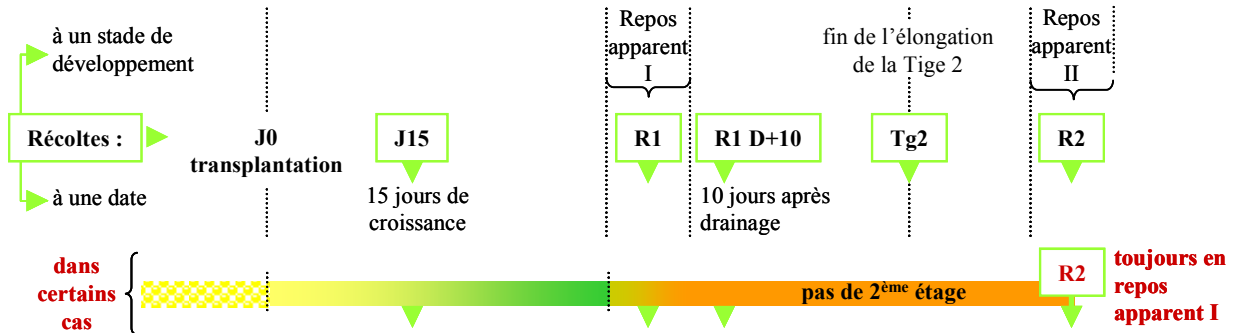 à un stade de
développement
Récoltes :
à une date
J0
transplantation
J15
15 jours de
croissance
Repos
apparent
I
R1
R1 D+10
10 jours après
drainage
fin de l’élongation
de la Tige 2
Tg2
Repos
apparent
II
R2
dans
certains
cas
pas de 2ème étage
R2
toujours en
repos
apparent I